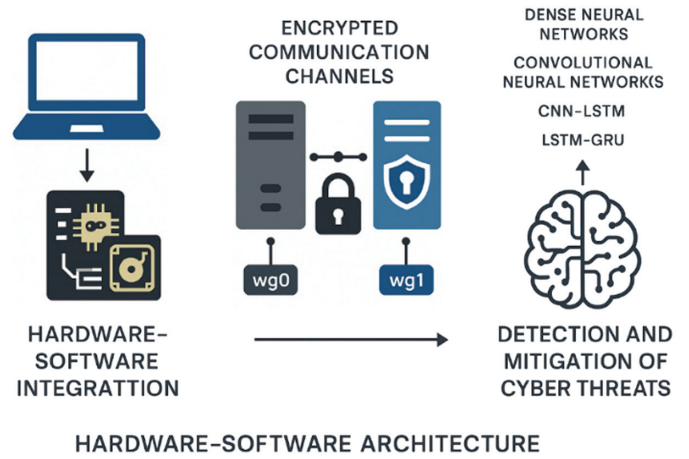 ENCRYPTED
COMMUNICATION
CHANNELS
DENSE NEURAL
NETWORKS
CONVOLUTIONAL
NEURAL NETWORKS
CNN-LSTM
LSTM-GRU
wg0
wg1
HARDWARE-
SOFTWARE
INTEGRATTION
DETECTION AND
MITIGATION OF
CYBER THREATS
HARDWARE-SOFTWARE ARCHITECTURE